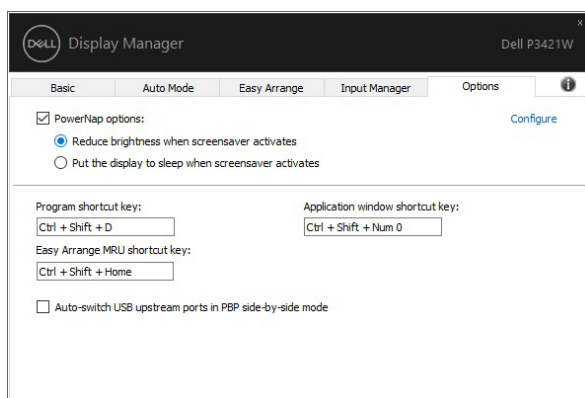 x
DELL Display Manager Dell P3421W
Basic Auto Mode Easy Arrange Input Manager Options i
PowerNap options: Configure
Reduce brightness when screensaver activates
Put the display to sleep when screensaver activates
Program shortcut key: Application window shortcut key:
Ctrl + Shift + D Ctrl + Shift + Num 0
Easy Arrange MRU shortcut key:
Ctrl + Shift + Home
Auto-switch USB upstream ports in PBP side-by-side mode